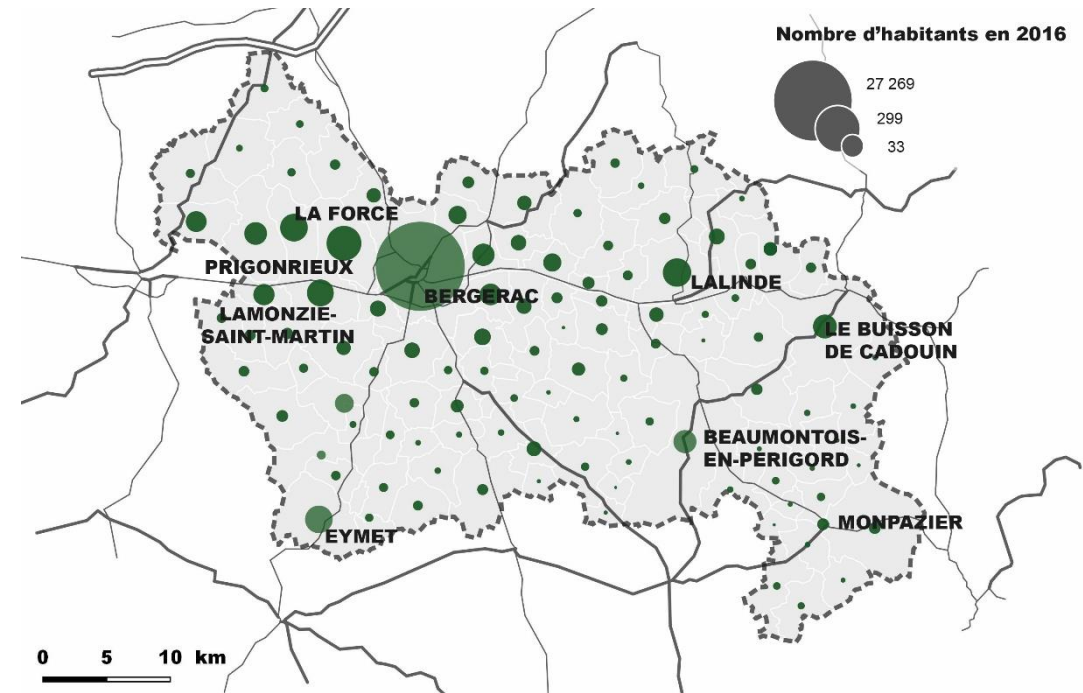 Nombre d'habitants en 2016
27 269
299
33
LA FORCE
PRIGONRIEUX
BERGERAC
LALINDE
LAMONZIE-
SAINT-MARTIN
LE BUISSON
DE CADOUIN
BEAUMONTOIS-
EN-PÉRIGORD
MONPAZIER
EYMET
0 5 10 km